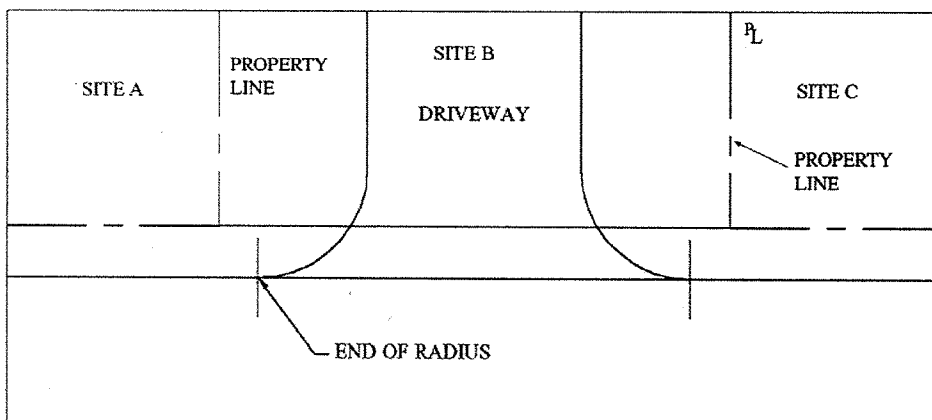 SITE A
PROPERTY
LINE
SITE B
DRIVEWAY
PL
SITE C
PROPERTY
LINE
END OF RADIUS